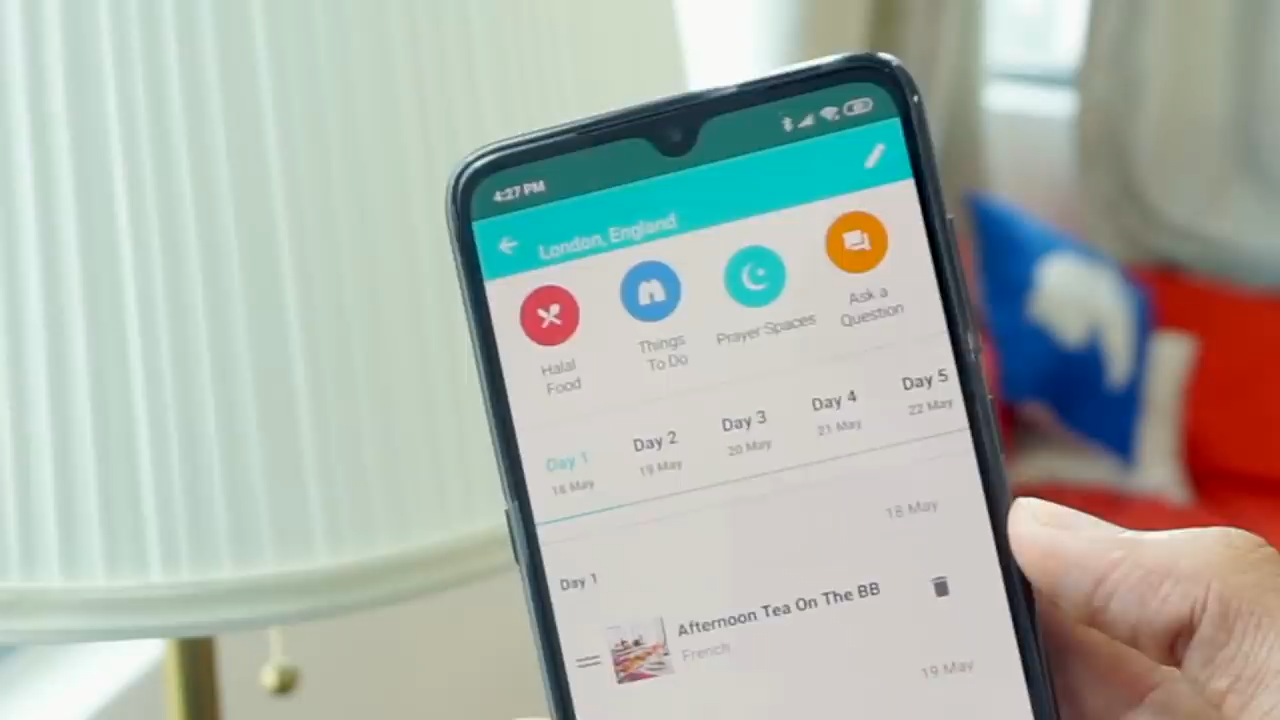 4:27 PM
London, England
Halal
Food
Things
To Do
Prayer Spaces
Ask a
Question
Day 1
18 May
Day 2
19 May
Day 3
20 May
Day 4
21 May
Day 5
22 May
18 May
Day 1
Afternoon Tea On The BB
French
19 May